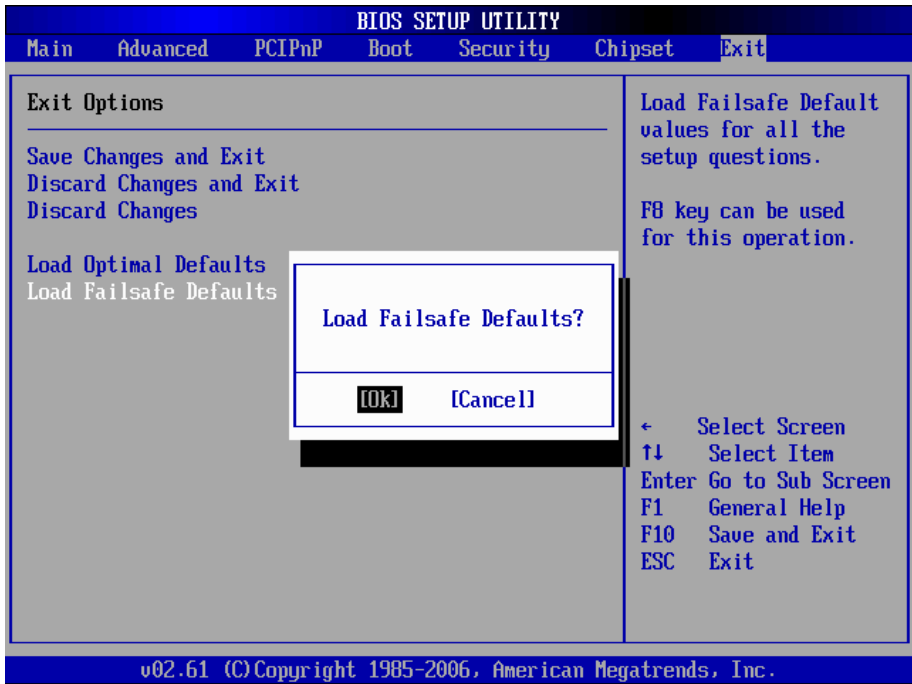 BIOS SETUP UTILITY
Main Advanced PCIPnP Boot Security Chipset Exit
Exit Options
Save Changes and Exit
Discard Changes and Exit
Discard Changes
Load Optimal Defaults
Load Failsafe Defaults
Load Failsafe Defaults?
[Ok] [Cancel]
Load Failsafe Default
values for all the
setup questions.
F8 key can be used
for this operation.
← Select Screen
↑↓ Select Item
Enter Go to Sub Screen
F1 General Help
F10 Save and Exit
ESC Exit
v02.61 (C)Copyright 1985-2006, American Megatrends, Inc.